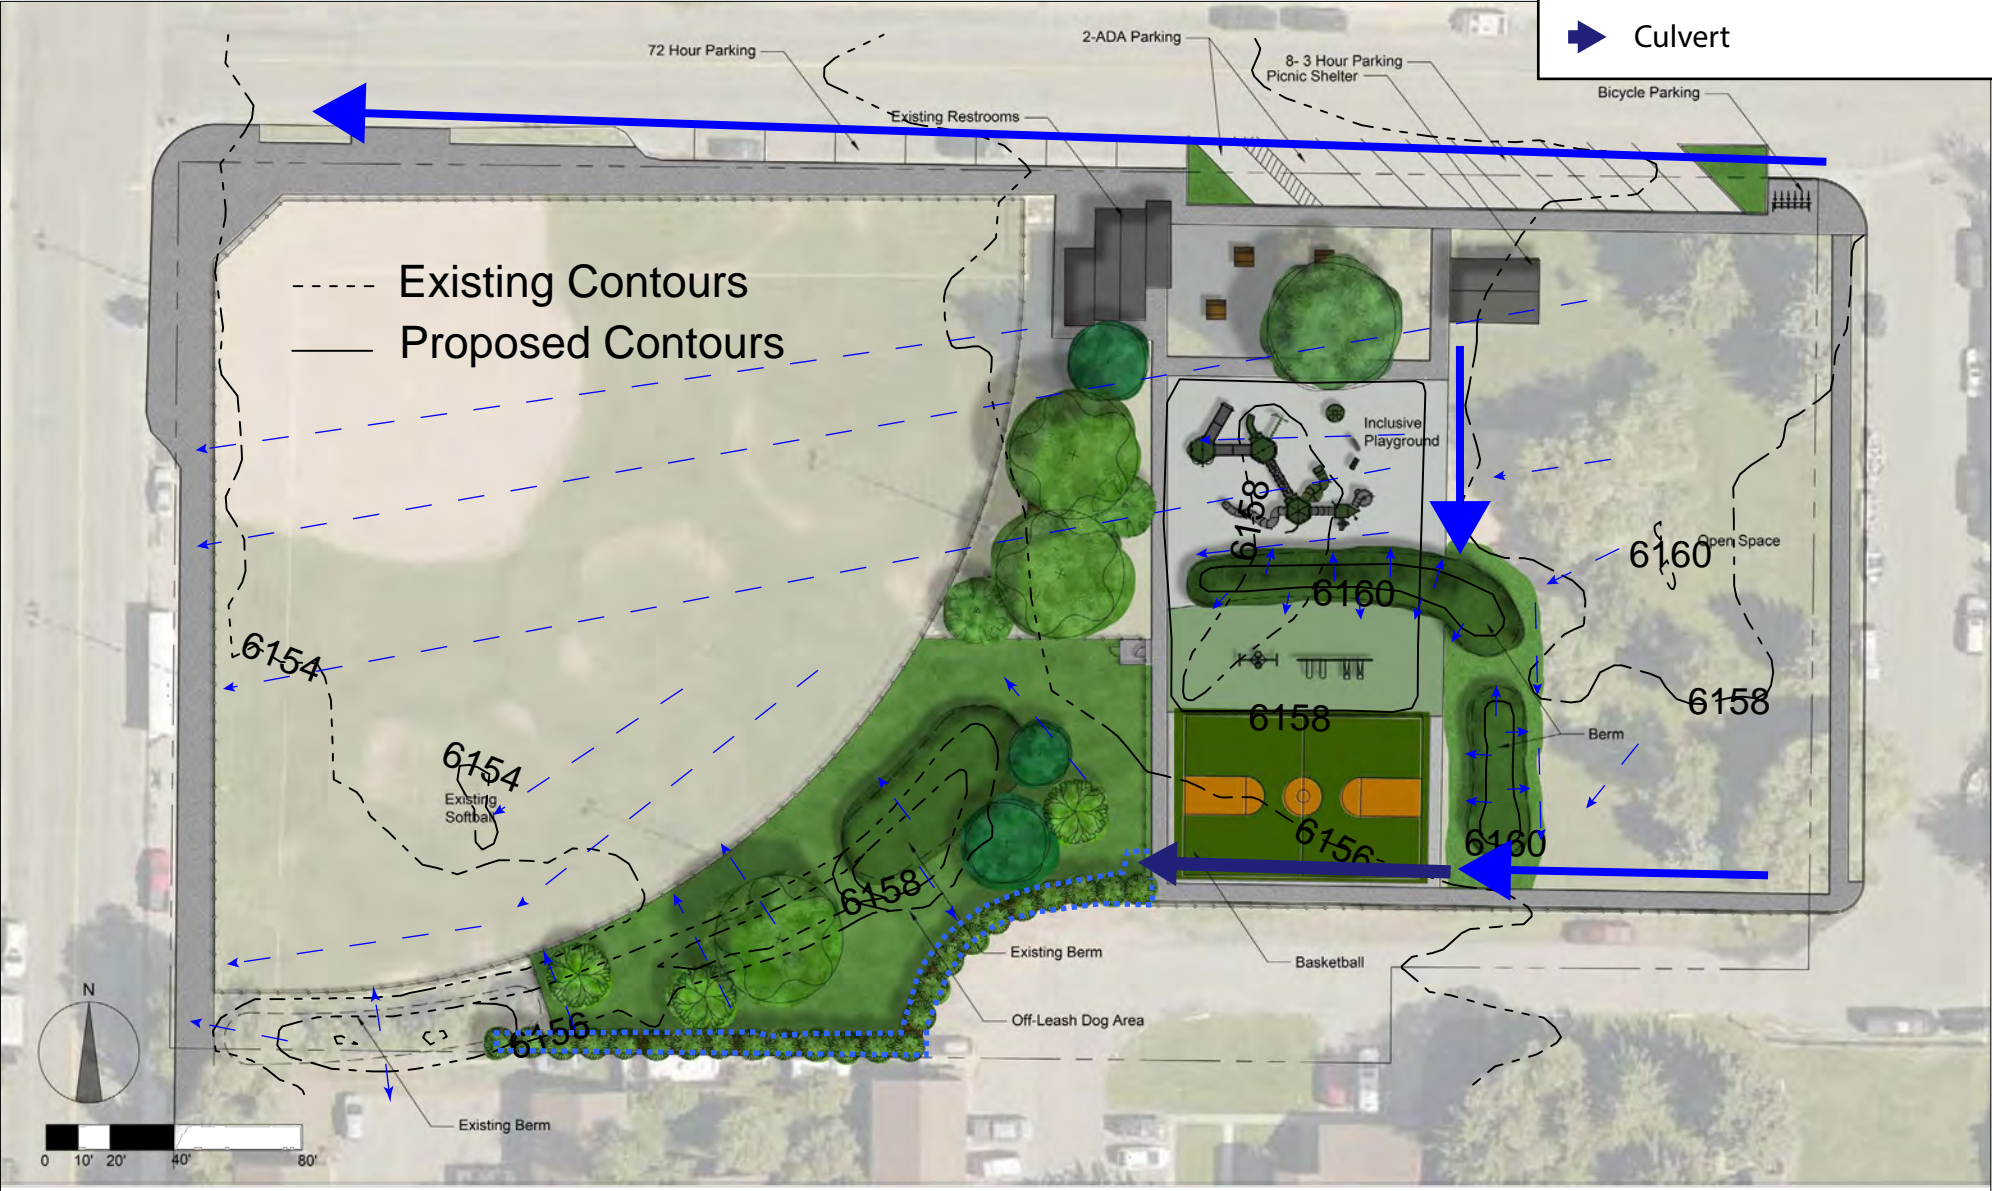 Culvert
72 Hour Parking
2-ADA Parking
8- 3 Hour Parking
Picnic Shelter
Bicycle Parking
Existing Restrooms
Existing Contours
Proposed Contours
Inclusive
Playground
6158
6160
6160
Open Space
6154
6158
6158
Berm
6154
Existing
Softball
6156
6160
6158
Existing Berm
Basketball
Off-Leash Dog Area
6156
N
Existing Berm
0 10' 20' 40' 80'